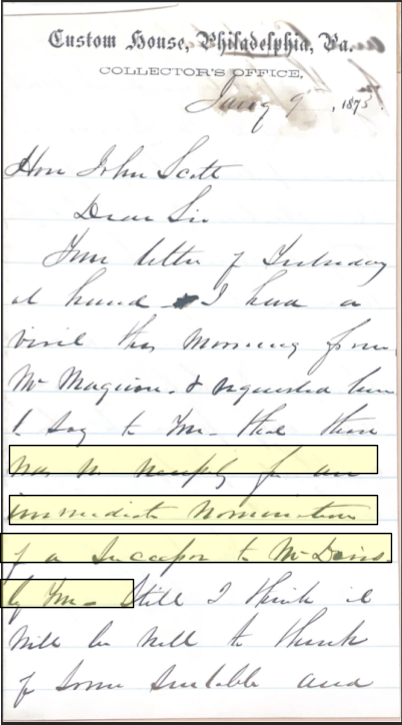 Custom House, Philadelphia, Pa.
COLLECTOR'S OFFICE,
Jany 9, 1875.
Hon John Scott
Dear Sir
Your letter of Yesterday
at hand. I had a
visit this morning from
Mr Maguire. & requested him
to say to you that there
was no necessity for an
immediate nomination
of a Successor to Mr Davis.
by You. Still I think it
will be well to think
of some suitable and